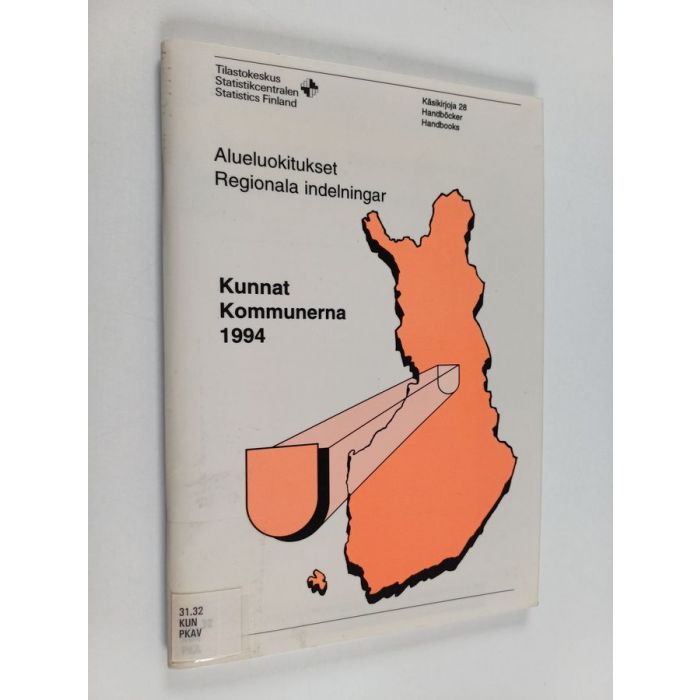 Tilastokeskus
Statistikcentralen
Statistics Finland
Käsikirjoja 28
Handböcker
Handbooks
Alueluokitukset
Regionala indelningar
Kunnat
Kommunerna
1994
31.32
KUN
PKAV